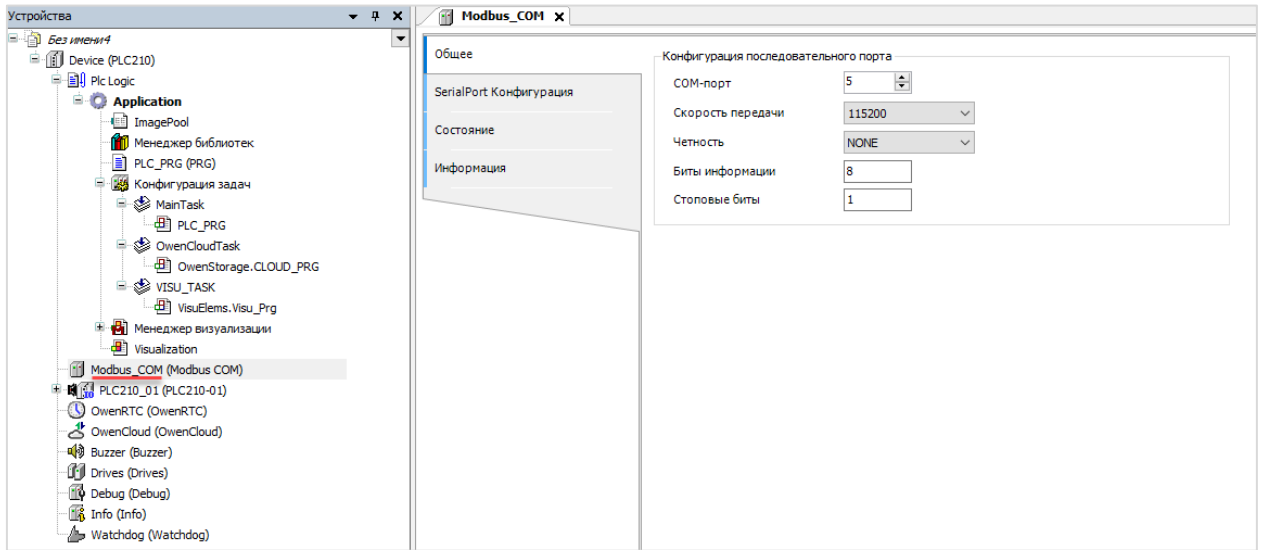 Устройства
Без имени4
Device (PLC210)
Plc Logic
Application
ImagePool
Менеджер библиотек
PLC_PRG (PRG)
Конфигурация задач
MainTask
PLC_PRG
OwenCloudTask
OwenStorage.CLOUD_PRG
VISU_TASK
VisuElems.Visu_Prg
Менеджер визуализации
Visualization
Modbus_COM (Modbus COM)
PLC210_01 (PLC210-01)
OwenRTC (OwenRTC)
OwenCloud (OwenCloud)
Buzzer (Buzzer)
Drives (Drives)
Debug (Debug)
Info (Info)
Watchdog (Watchdog)
Modbus_COM
Общее
SerialPort Конфигурация
Состояние
Информация
Конфигурация последовательного порта
COM-порт 5
Скорость передачи 115200
Четность NONE
Биты информации 8
Стоповые биты 1